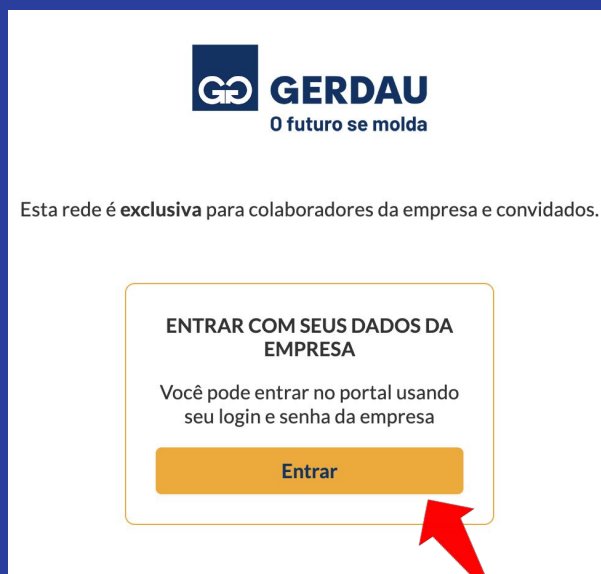 GG GERDAU
O futuro se molda
Esta rede é exclusiva para colaboradores da empresa e convidados.
ENTRAR COM SEUS DADOS DA
EMPRESA
Você pode entrar no portal usando
seu login e senha da empresa
Entrar